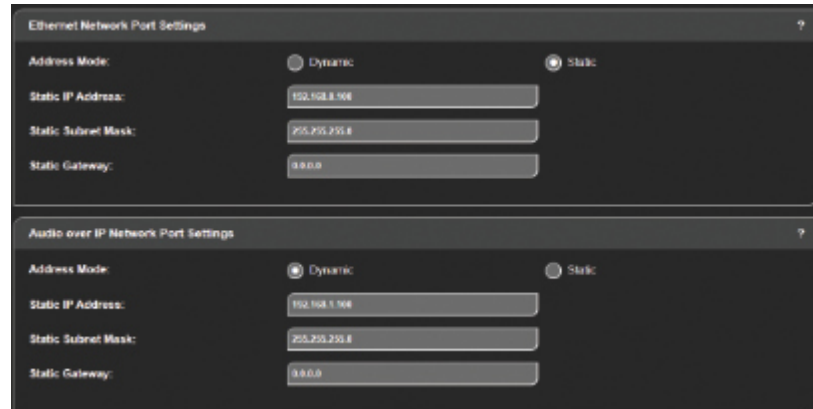 Ethernet Network Port Settings ?
Address Mode: Dynamic Static
Static IP Address: 192.168.0.100
Static Subnet Mask: 255.255.255.0
Static Gateway: 0.0.0.0
Audio over IP Network Port Settings ?
Address Mode: Dynamic Static
Static IP Address: 192.168.1.100
Static Subnet Mask: 255.255.255.0
Static Gateway: 0.0.0.0